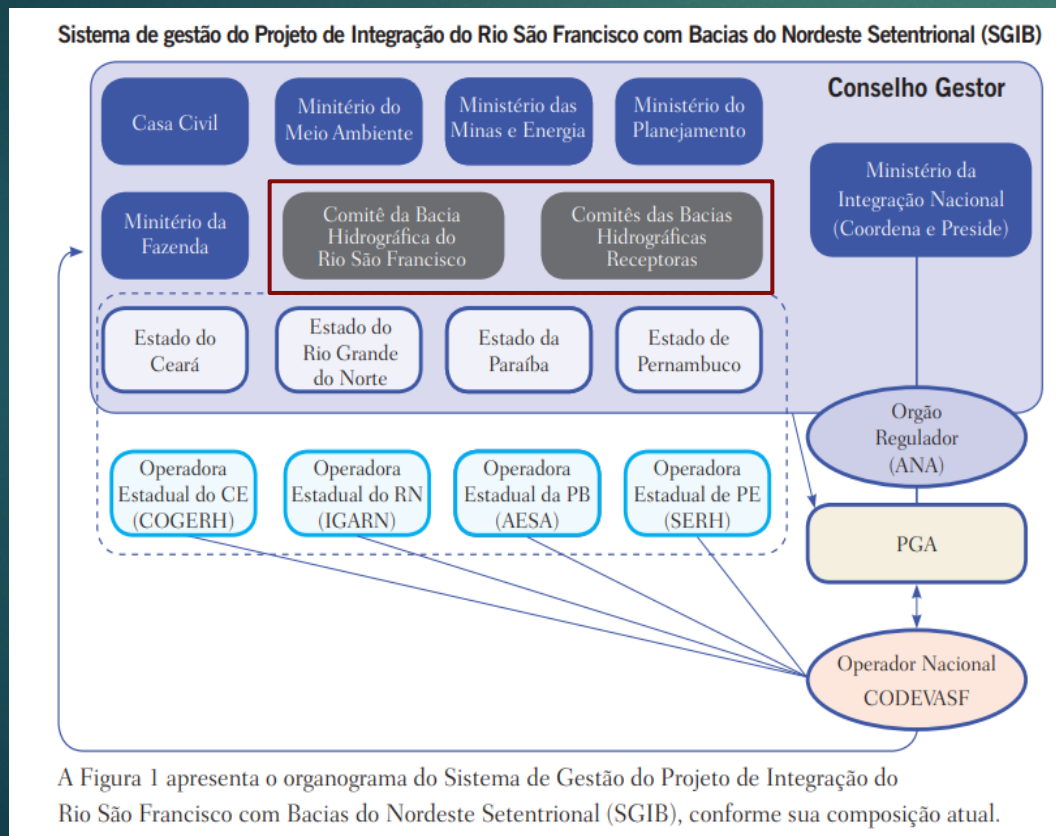 Sistema de gestão do Projeto de Integração do Rio São Francisco com Bacias do Nordeste Setentrional (SGIB)
Conselho Gestor
Casa Civil
Minitério do
Meio Ambiente
Ministério das
Minas e Energia
Ministério do
Planejamento
Ministério da
Integração Nacional
(Coordena e Preside)
Minitério da
Fazenda
Comitê da Bacia
Hidrográfica do
Rio São Francisco
Comitês das Bacias
Hidrográficas
Receptoras
Estado do
Ceará
Estado do
Rio Grande
do Norte
Estado da
Paraíba
Estado de
Pernambuco
Orgão
Regulador
(ANA)
Operadora
Estadual do CE
(COGERH)
Operadora
Estadual do RN
(IGARN)
Operadora
Estadual da PB
(AESA)
Operadora
Estadual de PE
(SERH)
PGA
Operador Nacional
CODEVASF
A Figura 1 apresenta o organograma do Sistema de Gestão do Projeto de Integração do
Rio São Francisco com Bacias do Nordeste Setentrional (SGIB), conforme sua composição atual.